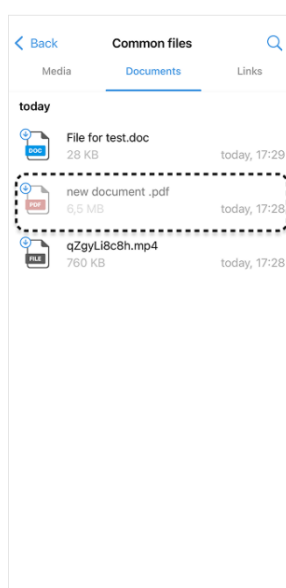 Back Common files
Media Documents Links
today
File for test.doc
DOC
28 KB today, 17:29
new document .pdf
PDF
6,5 MB today, 17:28
qZgyLi8c8h.mp4
FILE
760 KB today, 17:28